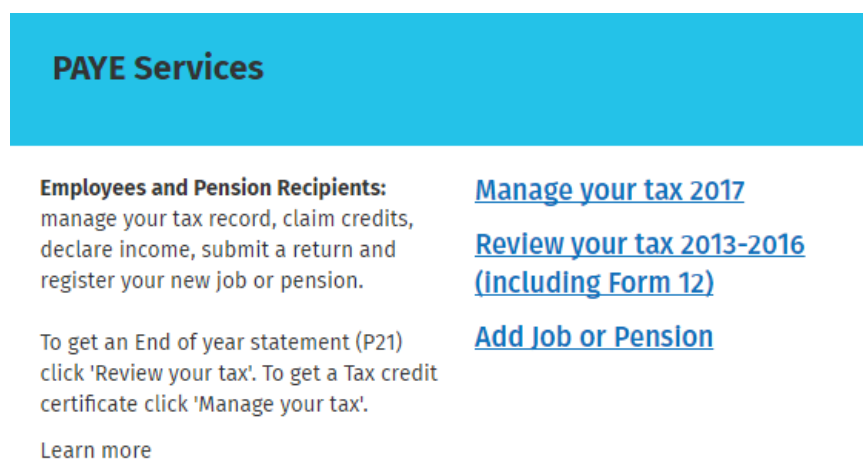 PAYE Services
Employees and Pension Recipients:
manage your tax record, claim credits,
declare income, submit a return and
register your new job or pension.
To get an End of year statement (P21)
click 'Review your tax'. To get a Tax credit
certificate click 'Manage your tax'.
Learn more
Manage your tax 2017
Review your tax 2013-2016
(including Form 12)
Add Job or Pension